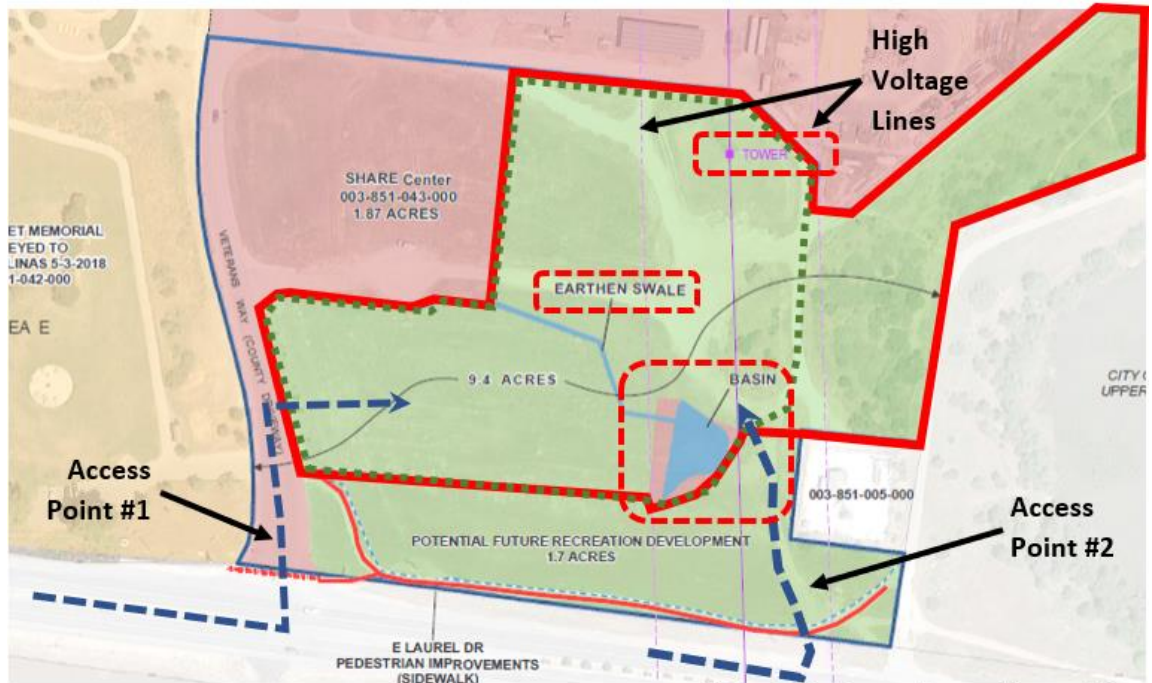 High
Voltage
Lines
TOWER
SHARE Center
003-851-043-000
1.87 ACRES
ET MEMORIAL
EYED TO
LINAS 5-3-2018
1-042-000
EA E
VETERANS WAY (COUNTY DRIVEWAY)
EARTHEN SWALE
9.4 ACRES
BASIN
CITY
UPPER
Access
Point #1
003-851-005-000
Access
Point #2
POTENTIAL FUTURE RECREATION DEVELOPMENT
1.7 ACRES
E LAUREL DR
PEDESTRIAN IMPROVEMENTS
(SIDEWALK)